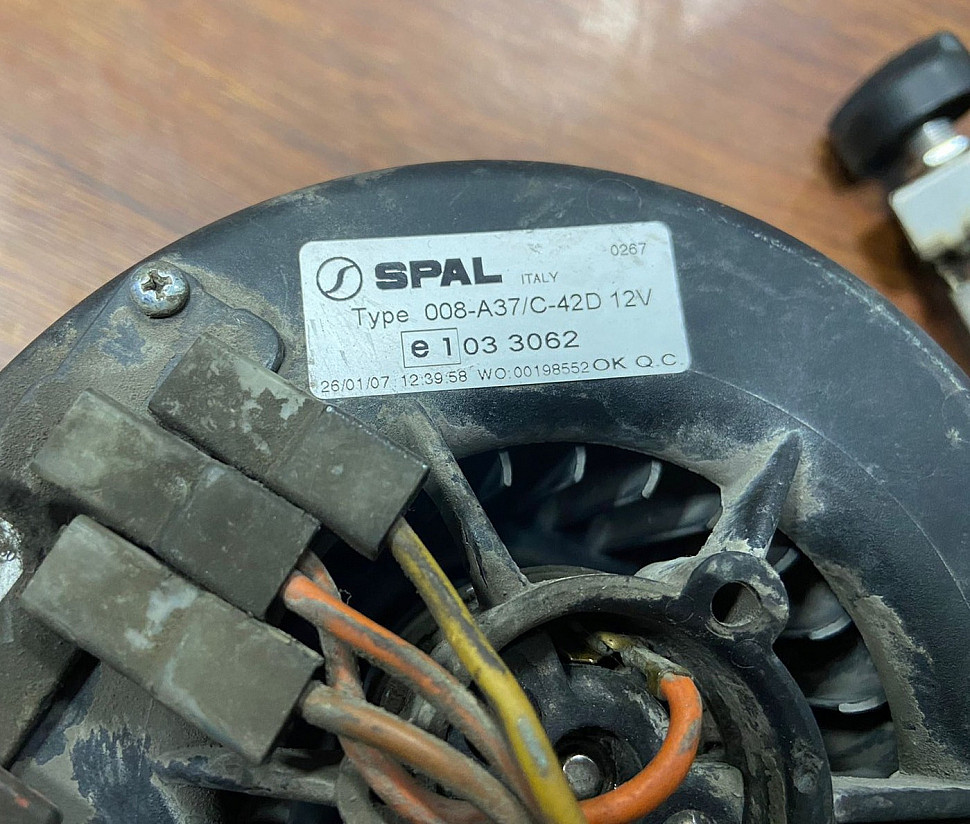 SPAL ITALY 0267
Type 008-A37/C-42D 12V
e 1 03 3062
26/01/07 12:39:58 WO:00198552 OK Q.C.